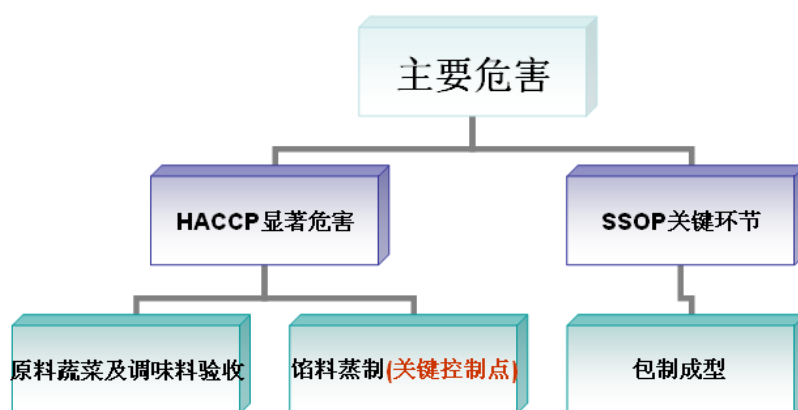 主要危害
HACCP显著危害
SSOP关键环节
原料蔬菜及调味料验收
馅料蒸制(关键控制点)
包制成型